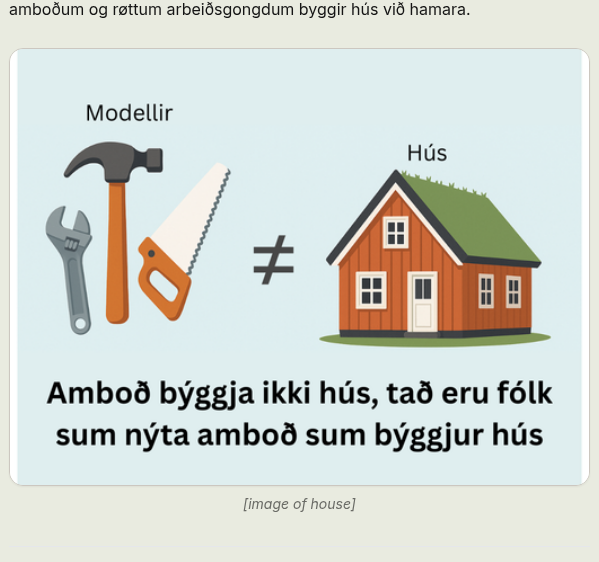 amboðum og røttum arbeiðsgongdum byggir hús við hamara.
Modellir
Hús
≠
Amboð býggja ikki hús, tað eru fólk
sum nýta amboð sum býggjur hús
[image of house]